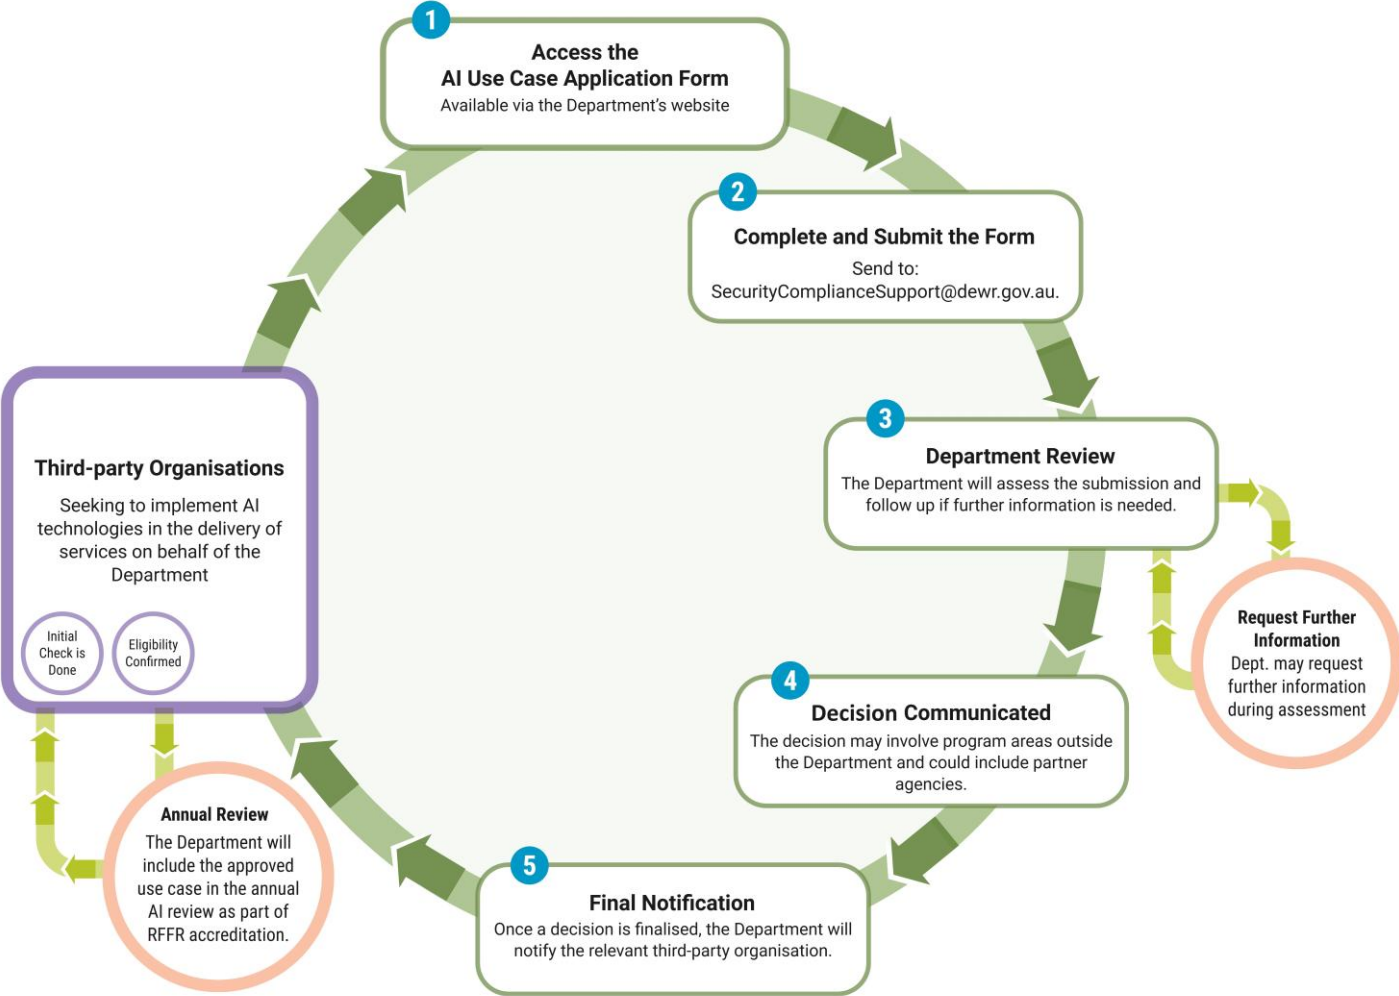 1
Access the
AI Use Case Application Form
Available via the Department's website
2
Complete and Submit the Form
Send to:
SecurityComplianceSupport@dewr.gov.au.
3
Department Review
The Department will assess the submission and
follow up if further information is needed.
Request Further
Information
Dept. may request
further information
during assessment
4
Decision Communicated
The decision may involve program areas outside
the Department and could include partner
agencies.
5
Final Notification
Once a decision is finalised, the Department will
notify the relevant third-party organisation.
Third-party Organisations
Seeking to implement AI
technologies in the delivery of
services on behalf of the
Department
Initial
Check is
Done
Eligibility
Confirmed
Annual Review
The Department will
include the approved
use case in the annual
AI review as part of
RFFR accreditation.